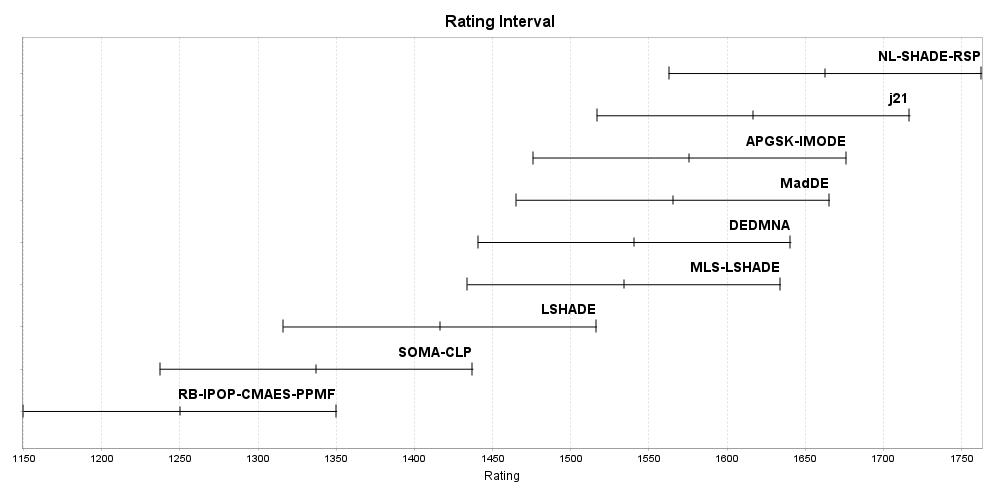 Rating Interval
NL-SHADE-RSP
j21
APGSK-IMODE
MadDE
DEDMNA
MLS-LSHADE
LSHADE
SOMA-CLP
RB-IPOP-CMAES-PPMF
1150 1200 1250 1300 1350 1400 1450 1500 1550 1600 1650 1700 1750
Rating